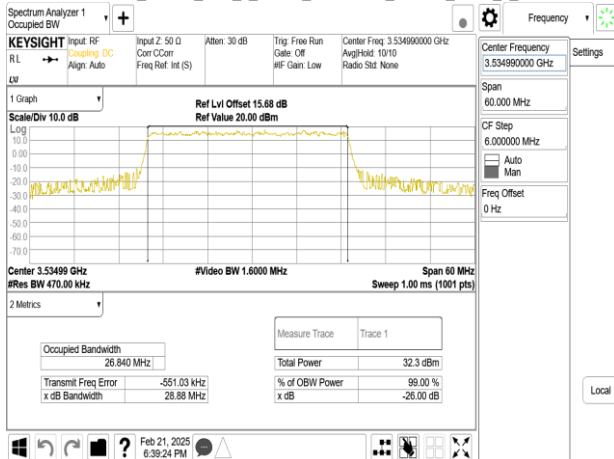 Spectrum Analyzer 1
Occupied BW
Frequency
KEYSIGHT
RL
LXI
Input: RF
Coupling: DC
Align: Auto
Input Z: 50 Ω
Corr CCorr
Freq Ref: Int (S)
Atten: 30 dB
Trig: Free Run
Gate: Off
#IF Gain: Low
Center Freq: 3.534990000 GHz
Avg|Hold: 10/10
Radio Std: None
Center Frequency
3.534990000 GHz
Settings
Span
60.000 MHz
CF Step
6.000000 MHz
Auto
Man
Freq Offset
0 Hz
Local
1 Graph
Scale/Div 10.0 dB
Ref Lvl Offset 15.68 dB
Ref Value 20.00 dBm
Log
10.0
0.00
-10.0
-20.0
-30.0
-40.0
-50.0
-60.0
-70.0
Center 3.53499 GHz
#Video BW 1.6000 MHz
Span 60 MHz
#Res BW 470.00 kHz
Sweep 1.00 ms (1001 pts)
2 Metrics
Measure Trace Trace 1
Occupied Bandwidth
26.840 MHz
Total Power 32.3 dBm
Transmit Freq Error -551.03 kHz
% of OBW Power 99.00 %
x dB Bandwidth 28.88 MHz
x dB -26.00 dB
Feb 21, 2025
6:39:24 PM